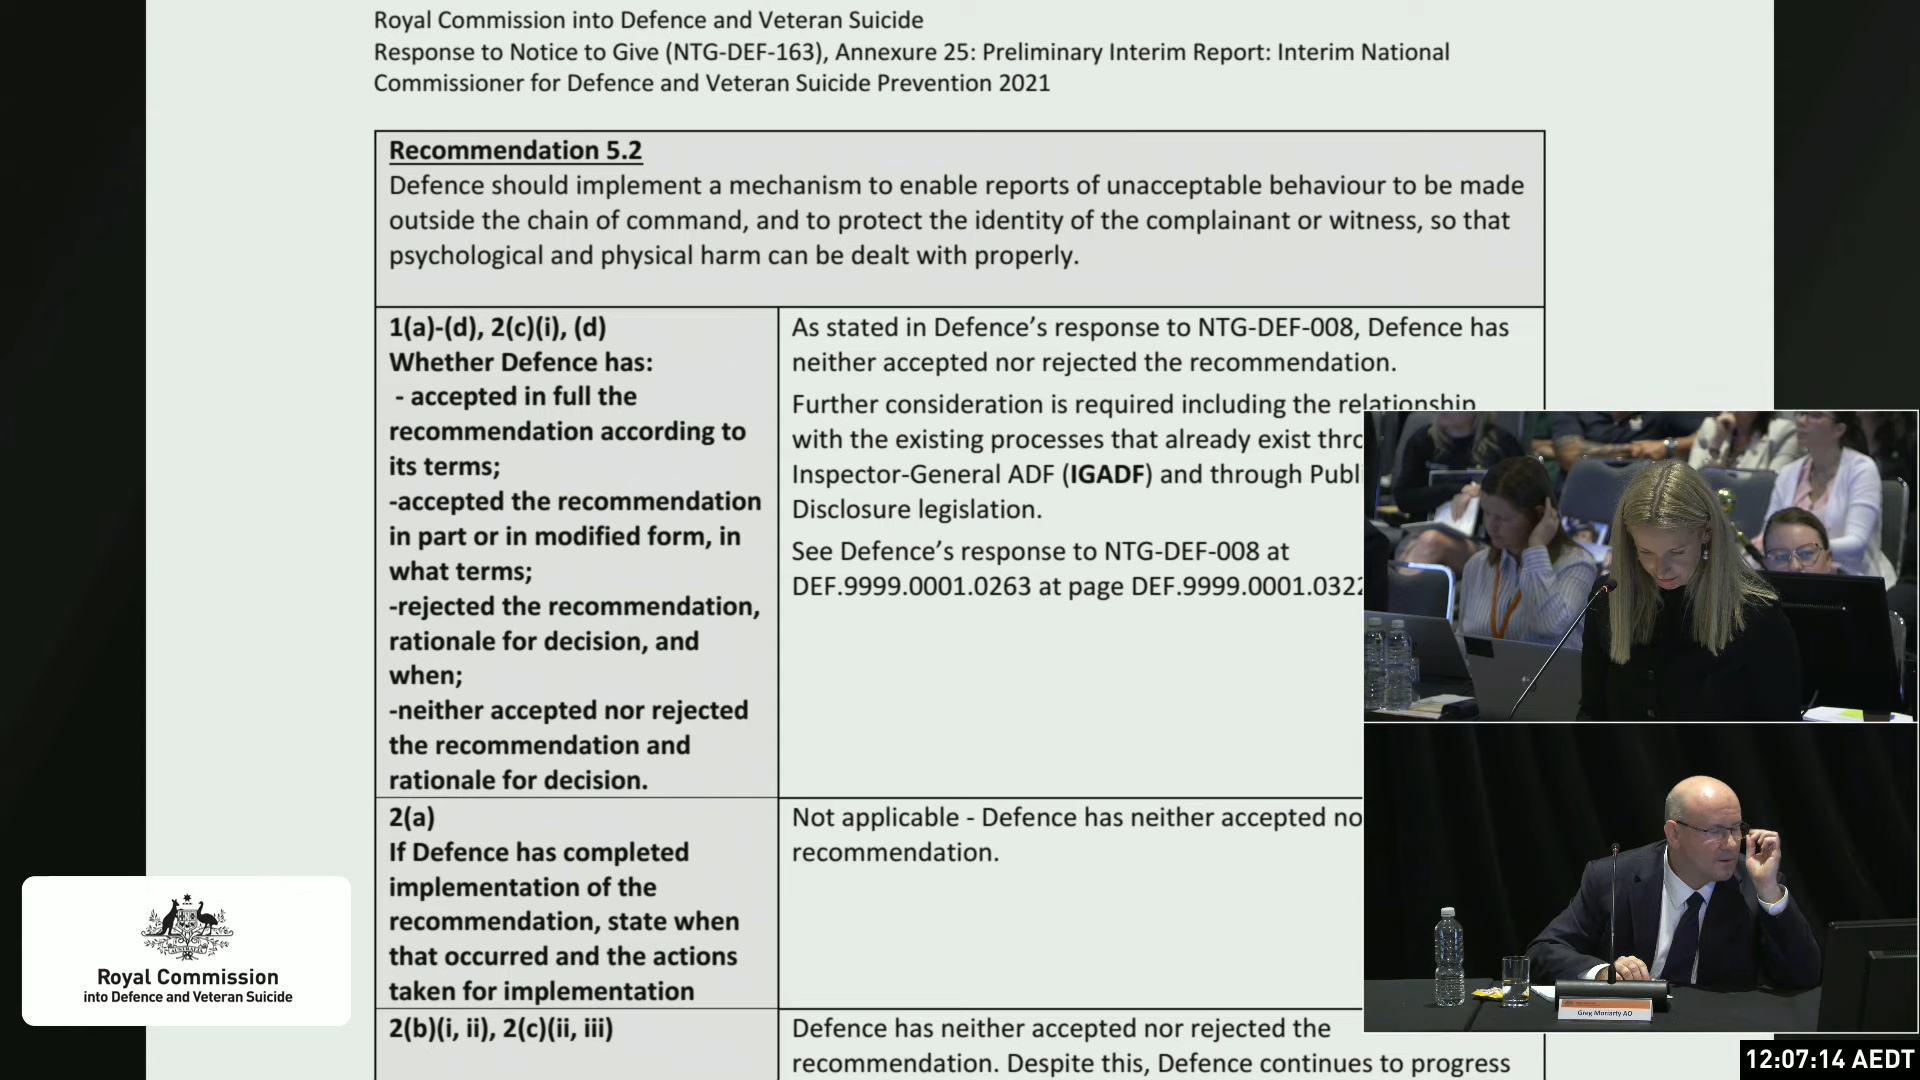 Royal Commission into Defence and Veteran Suicide
Response to Notice to Give (NTG-DEF-163), Annexure 25: Preliminary Interim Report: Interim National
Commissioner for Defence and Veteran Suicide Prevention 2021
Recommendation 5.2
Defence should implement a mechanism to enable reports of unacceptable behaviour to be made
outside the chain of command, and to protect the identity of the complainant or witness, so that
psychological and physical harm can be dealt with properly.
1(a)-(d), 2(c)(i), (d)
Whether Defence has:
- accepted in full the
recommendation according to
its terms;
-accepted the recommendation
in part or in modified form, in
what terms;
-rejected the recommendation,
rationale for decision, and
when;
-neither accepted nor rejected
the recommendation and
rationale for decision.
As stated in Defence’s response to NTG-DEF-008, Defence has
neither accepted nor rejected the recommendation.
Further consideration is required including the relationship
with the existing processes that already exist thro
Inspector-General ADF (IGADF) and through Publi
Disclosure legislation.
See Defence’s response to NTG-DEF-008 at
DEF.9999.0001.0263 at page DEF.9999.0001.0322
2(a)
If Defence has completed
implementation of the
recommendation, state when
that occurred and the actions
taken for implementation
Not applicable - Defence has neither accepted no
recommendation.
2(b)(i, ii), 2(c)(ii, iii)
Defence has neither accepted nor rejected the
recommendation. Despite this, Defence continues to progress
Royal Commission
into Defence and Veteran Suicide
Greg Moriarty AO
12:07:14 AEDT